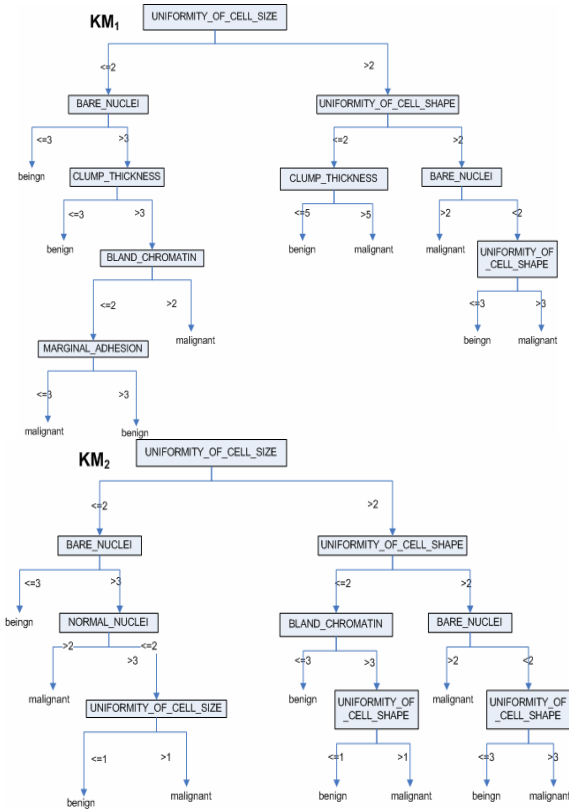 KM1
UNIFORMITY_OF_CELL_SIZE
<=2
>2
BARE_NUCLEI
UNIFORMITY_OF_CELL_SHAPE
<=3
>3
<=2
>2
beingn
CLUMP_THICKNESS
CLUMP_THICKNESS
BARE_NUCLEI
<=3
>3
<=5
>5
>2
<2
benign
benign
malignant
malignant
BLAND_CHROMATIN
UNIFORMITY_OF
_CELL_SHAPE
<=2
>2
<=3
>3
MARGINAL_ADHESION
malignant
beingn
malignant
<=3
>3
malignant
benign
KM2
UNIFORMITY_OF_CELL_SIZE
<=2
>2
BARE_NUCLEI
UNIFORMITY_OF_CELL_SHAPE
<=3
>3
<=2
>2
beingn
NORMAL_NUCLEI
BLAND_CHROMATIN
BARE_NUCLEI
>2
<=2
>3
<=3
>3
>2
<2
malignant
benign
malignant
UNIFORMITY_OF_CELL_SIZE
UNIFORMITY_OF
_CELL_SHAPE
UNIFORMITY_OF
_CELL_SHAPE
<=1
>1
<=1
>1
<=3
>3
benign
malignant
benign
malignant
beingn
malignant